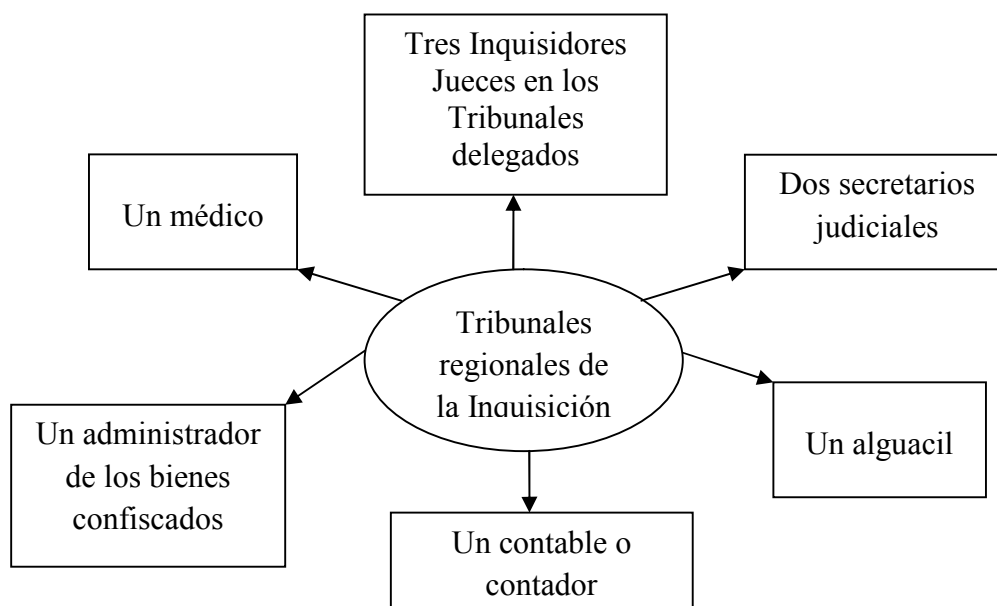 Tres Inquisidores
Jueces en los
Tribunales
delegados
Un médico
Dos secretarios
judiciales
Tribunales
regionales de
la Inquisición
Un administrador
de los bienes
confiscados
Un alguacil
Un contable o
contador